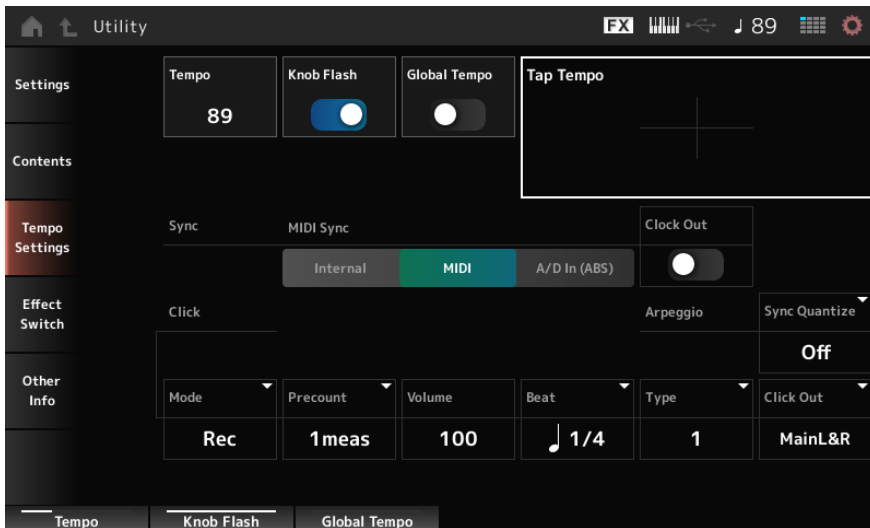 Utility
FX
♩ 89
Settings
Contents
Tempo
Settings
Effect
Switch
Other
Info
Tempo
89
Knob Flash
Global Tempo
Tap Tempo
Sync
MIDI Sync
Internal
MIDI
A/D In (ABS)
Clock Out
Click
Arpeggio
Sync Quantize
Off
Mode
Rec
Precount
1meas
Volume
100
Beat
♩ 1/4
Type
1
Click Out
MainL&R
Tempo
Knob Flash
Global Tempo